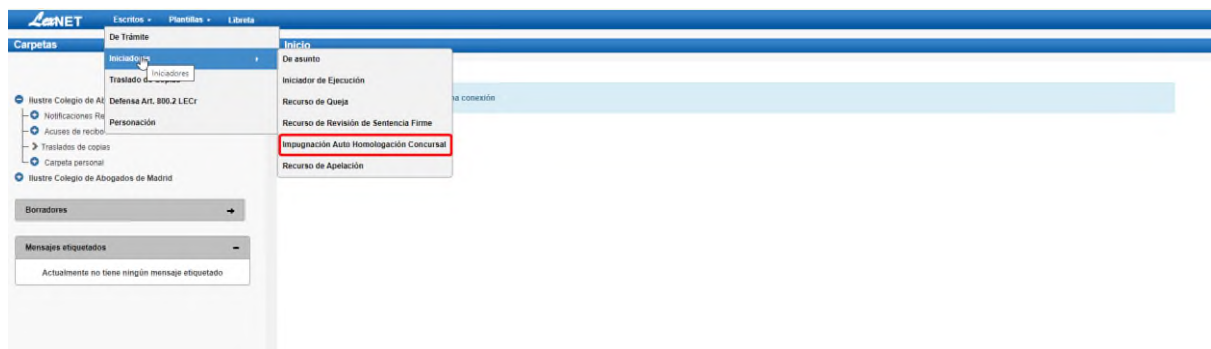 LexNET Escritos Plantillas Libreta
Carpetas
De Trámite
Inicio
Iniciadores
Iniciadores
Traslado de Copias
Defensa Art. 800.2 LECr
Personación
De asunto
Iniciador de Ejecución
Recurso de Queja
Recurso de Revisión de Sentencia Firme
Impugnación Auto Homologación Concursal
Recurso de Apelación
conexión
Ilustre Colegio de
Notificaciones
Acuses de recibo
Traslados de copias
Carpeta personal
Ilustre Colegio de Abogados de Madrid
Borradores
Mensajes etiquetados
Actualmente no tiene ningún mensaje etiquetado